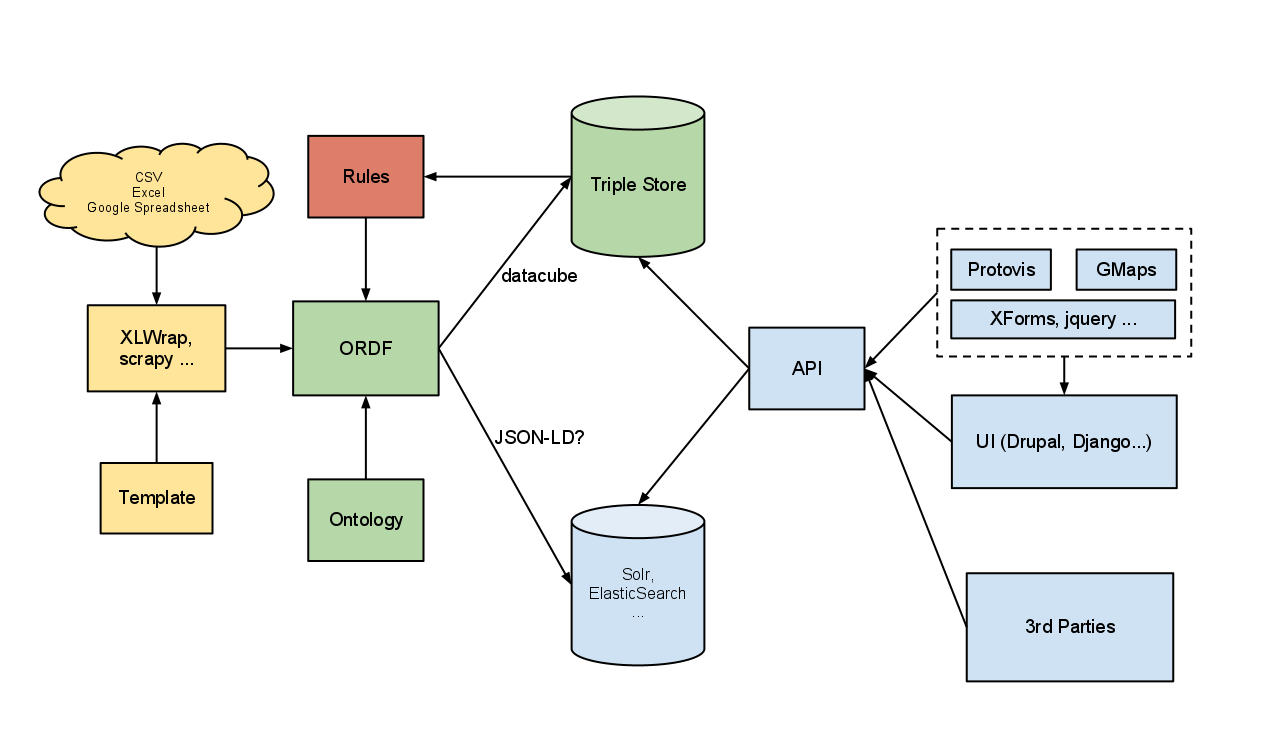 CSV
Excel
Google Spreadsheet
XLWrap,
scrapy ...
Template
Rules
ORDF
Ontology
datacube
JSON-LD?
Triple Store
Solr,
ElasticSearch
...
API
Protovis
GMaps
XForms, jquery ...
UI (Drupal, Django...)
3rd Parties